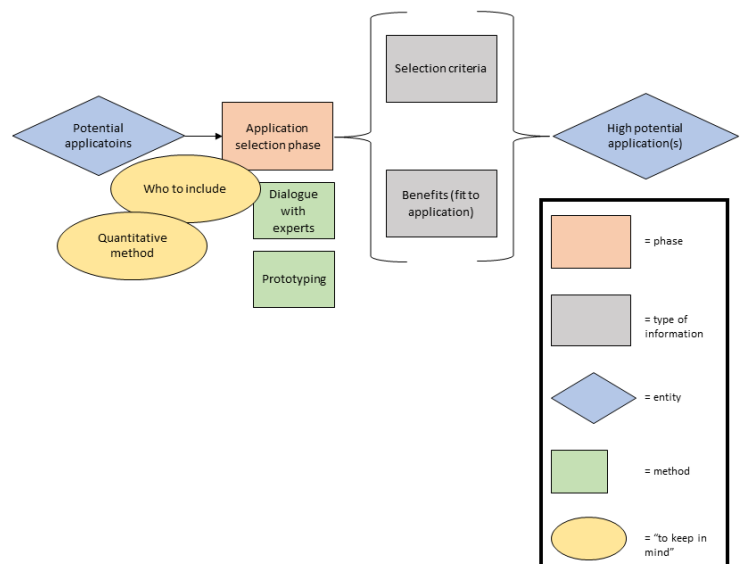 Potential
applicatoins
Application
selection phase
Selection criteria
High potential
application(s)
Who to include
Dialogue
with
experts
Benefits (fit to
application)
Quantitative
method
Prototyping
= phase
= type of
information
= entity
= method
= “to keep in
mind”